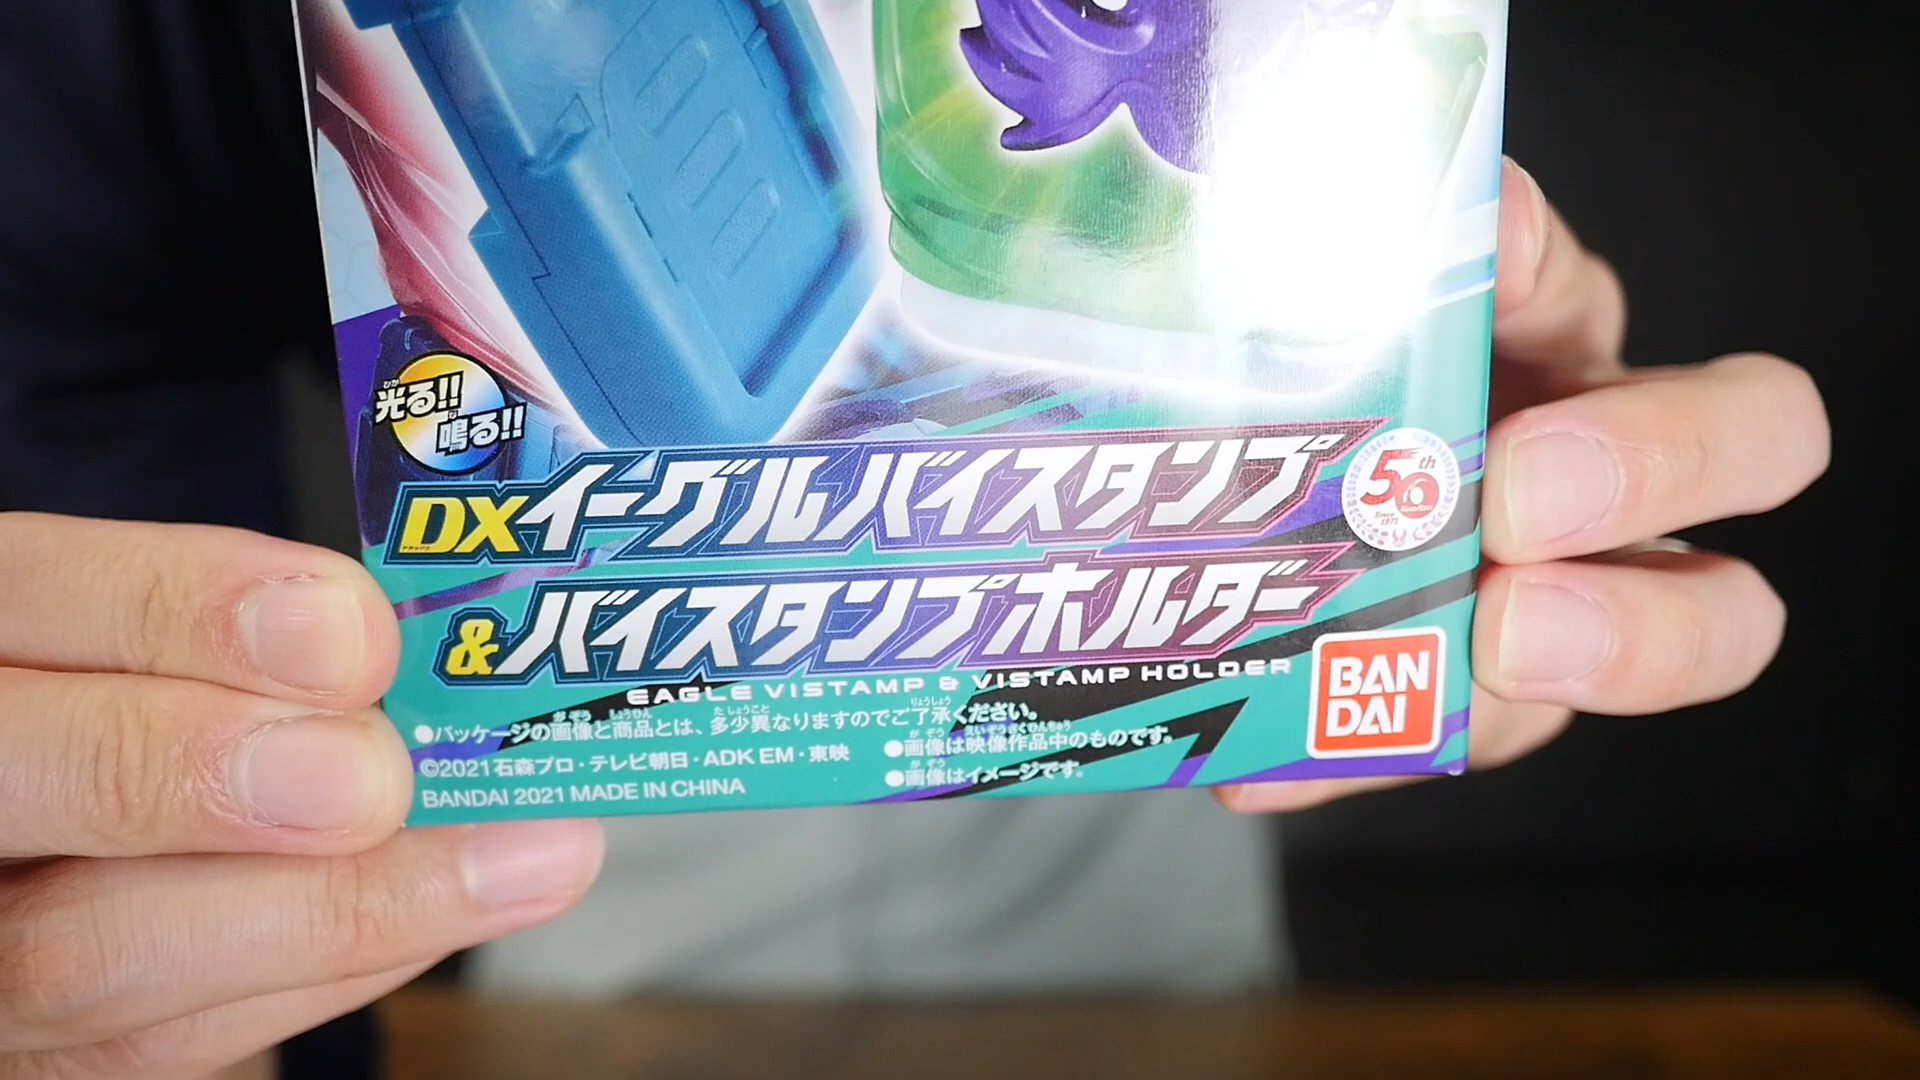 光る!!
鳴る!!
DXイーグルバイスタンプ
50th
Since 1971
&バイスタンプホルダー
EAGLE VISTAMP & VISTAMP HOLDER
BAN
DAI
●パッケージの画像と商品とは、多少異なりますのでご了承ください。
●画像は映像作品中のものです。
©2021 石森プロ・テレビ朝日・ADK EM・東映
●画像はイメージです。
BANDAI 2021 MADE IN CHINA